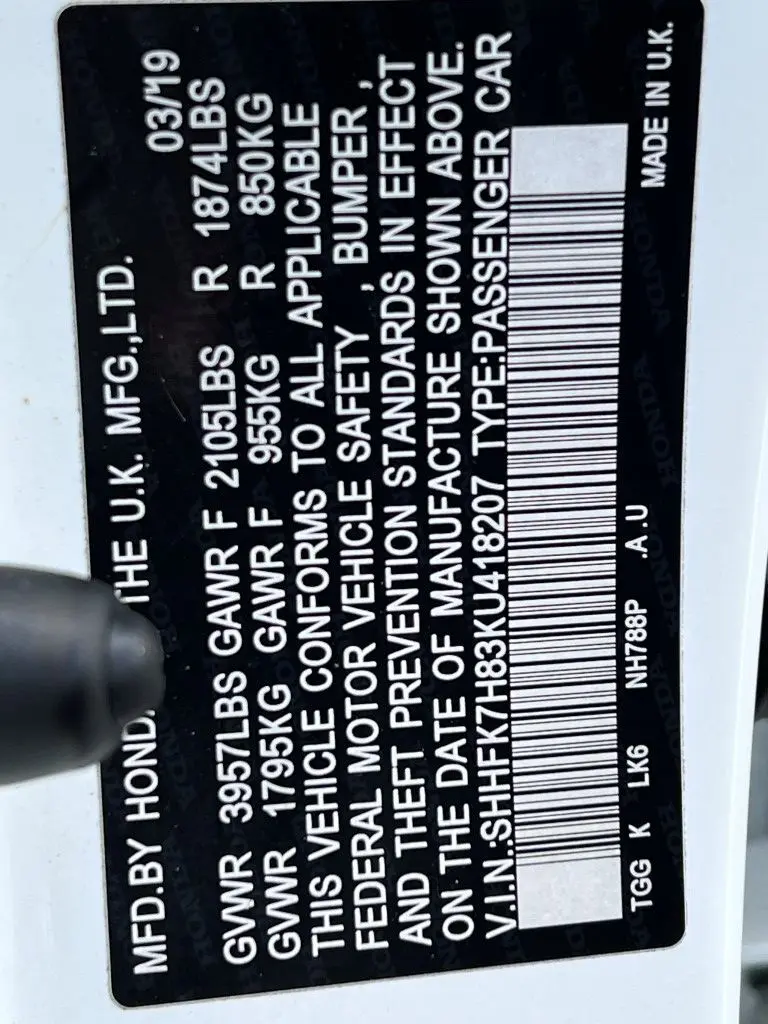 MFD.BY HONDA THE U.K. MFG.,LTD. 03/'19
GVWR 3957LBS GAWR F 2105LBS R 1874LBS
GVWR 1795KG GAWR F 955KG R 850KG
THIS VEHICLE CONFORMS TO ALL APPLICABLE
FEDERAL MOTOR VEHICLE SAFETY , BUMPER ,
AND THEFT PREVENTION STANDARDS IN EFFECT
ON THE DATE OF MANUFACTURE SHOWN ABOVE.
V.I.N.:SHHFK7H83KU418207 TYPE:PASSENGER CAR
TGG K LK6 NH788P .A .U MADE IN U.K.